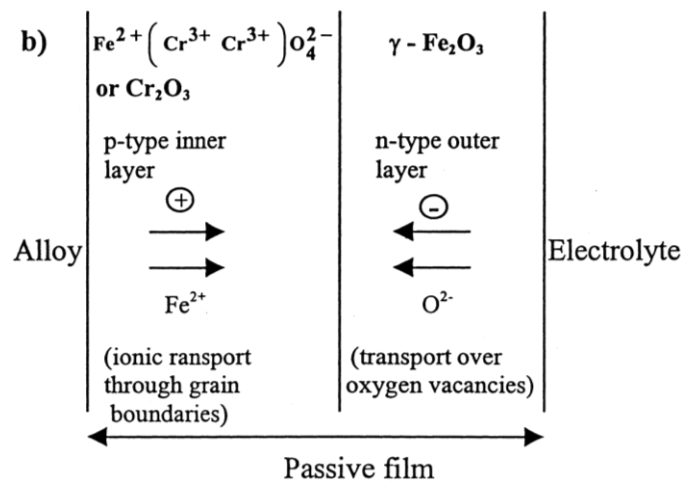 b)
Fe²⁺( Cr³⁺ Cr³⁺ )O₄²⁻
or Cr₂O₃
γ - Fe₂O₃
p-type inner
layer
n-type outer
layer
+
-
Alloy
Electrolyte
Fe²⁺
O²⁻
(ionic ransport
through grain
boundaries)
(transport over
oxygen vacancies)
Passive film